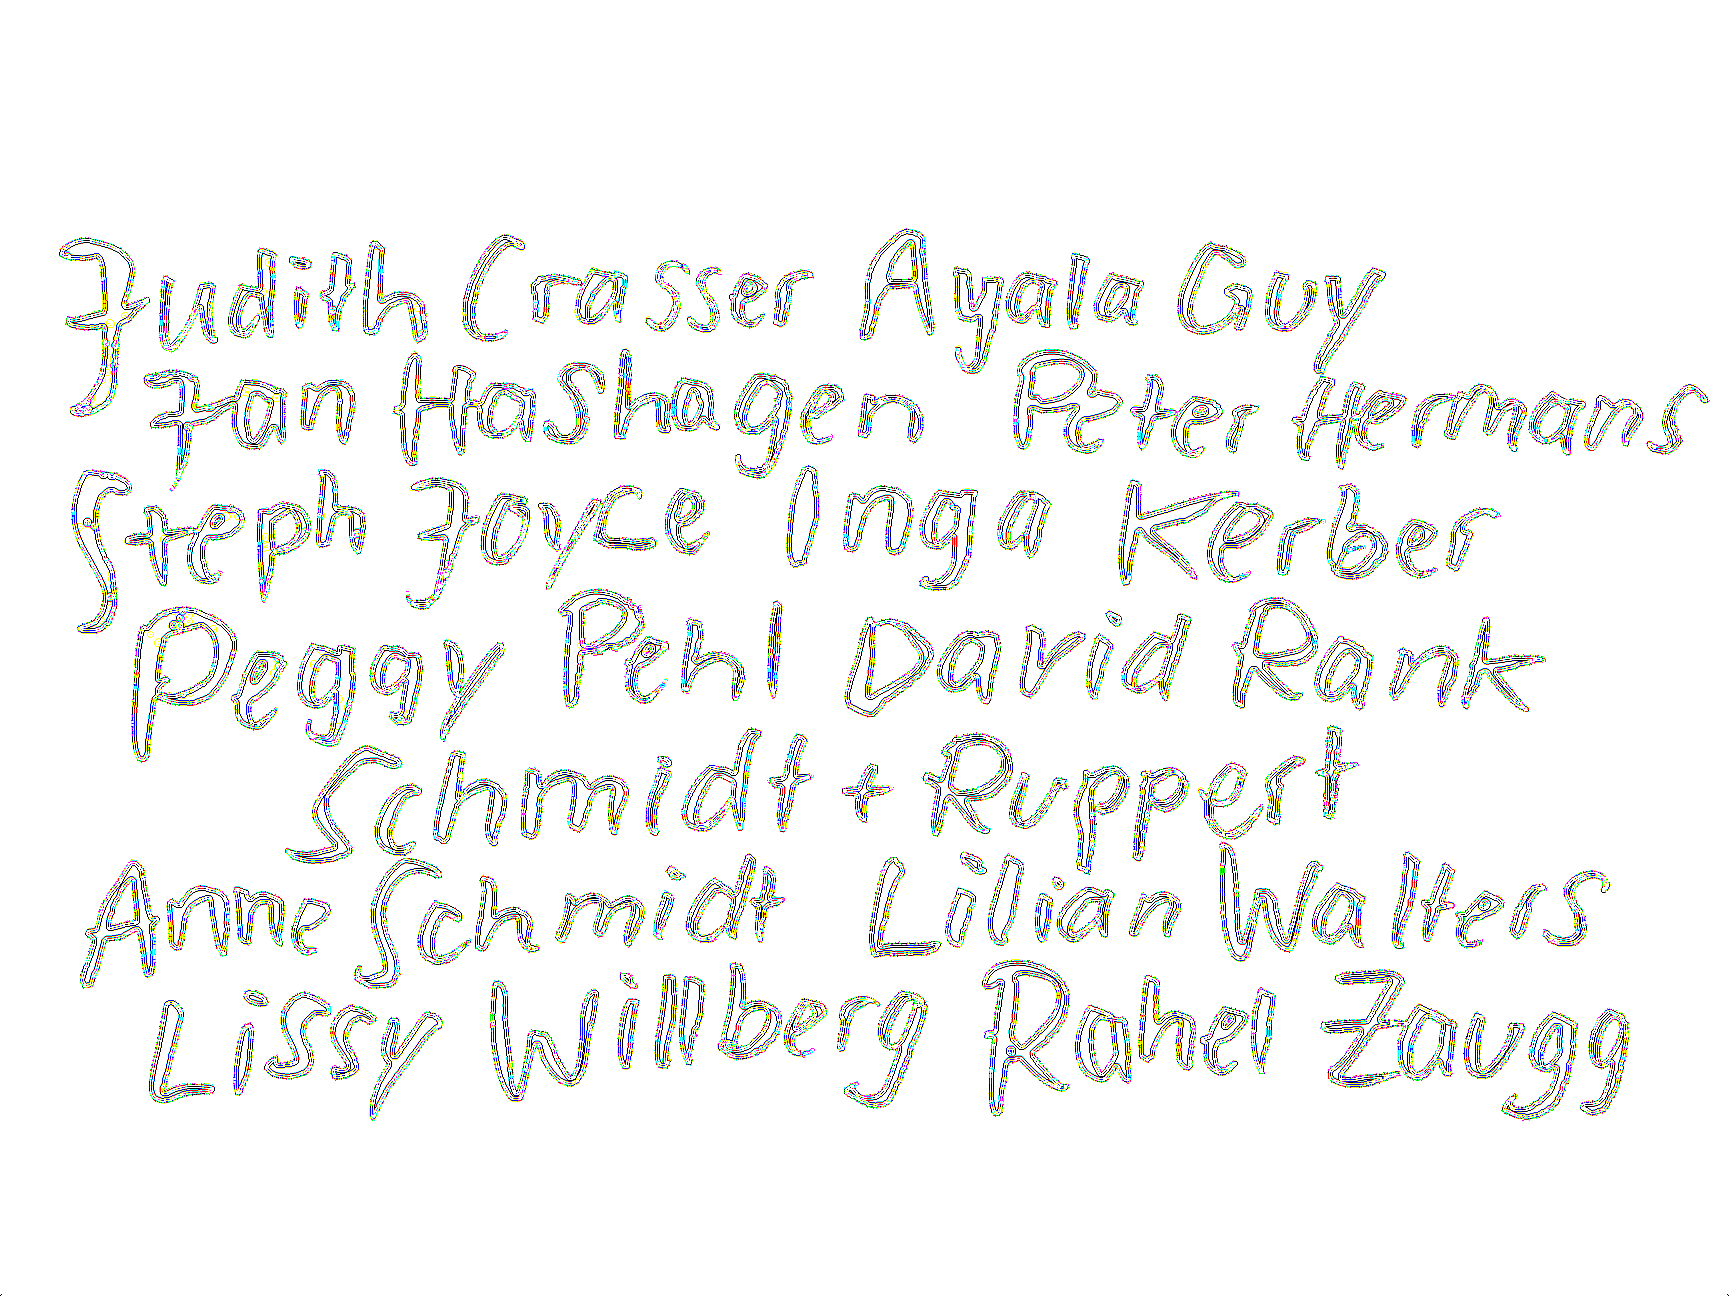 Judith Crasser Ayala Guy
Jan Hashagen Peter Hermans
Steph Joyce Inga Kerber
Peggy Pehl David Rank
Schmidt + Ruppert
Anne Schmidt Lilian Walters
Lissy Willberg Rahel Zaugg